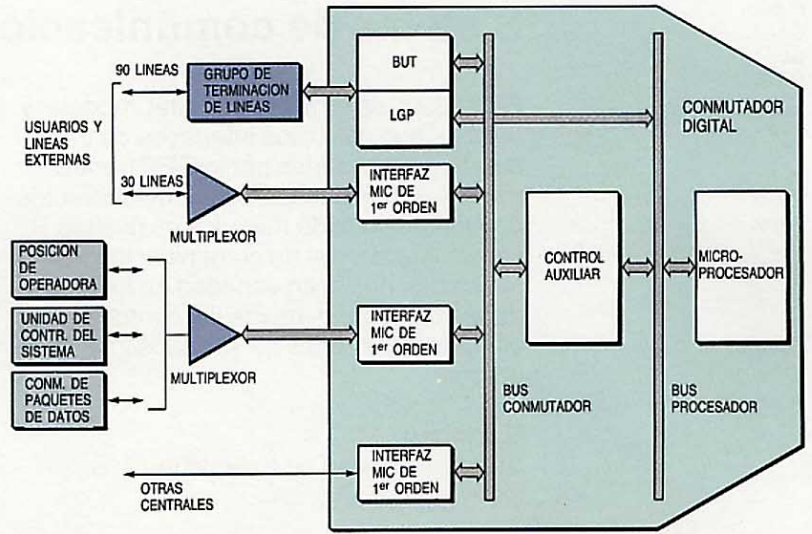 de comunicación
90 LINEAS
GRUPO DE
TERMINACION
DE LINEAS
BUT
LGP
CONMUTADOR
DIGITAL
USUARIOS Y
LINEAS
EXTERNAS
30 LINEAS
MULTIPLEXOR
INTERFAZ
MIC DE
1er ORDEN
POSICION
DE
OPERADORA
UNIDAD DE
CONTR. DEL
SISTEMA
CONM. DE
PAQUETES
DE DATOS
MULTIPLEXOR
INTERFAZ
MIC DE
1er ORDEN
CONTROL
AUXILIAR
MICRO-
PROCESADOR
BUS
CONMUTADOR
BUS
PROCESADOR
INTERFAZ
MIC DE
1er ORDEN
OTRAS
CENTRALES